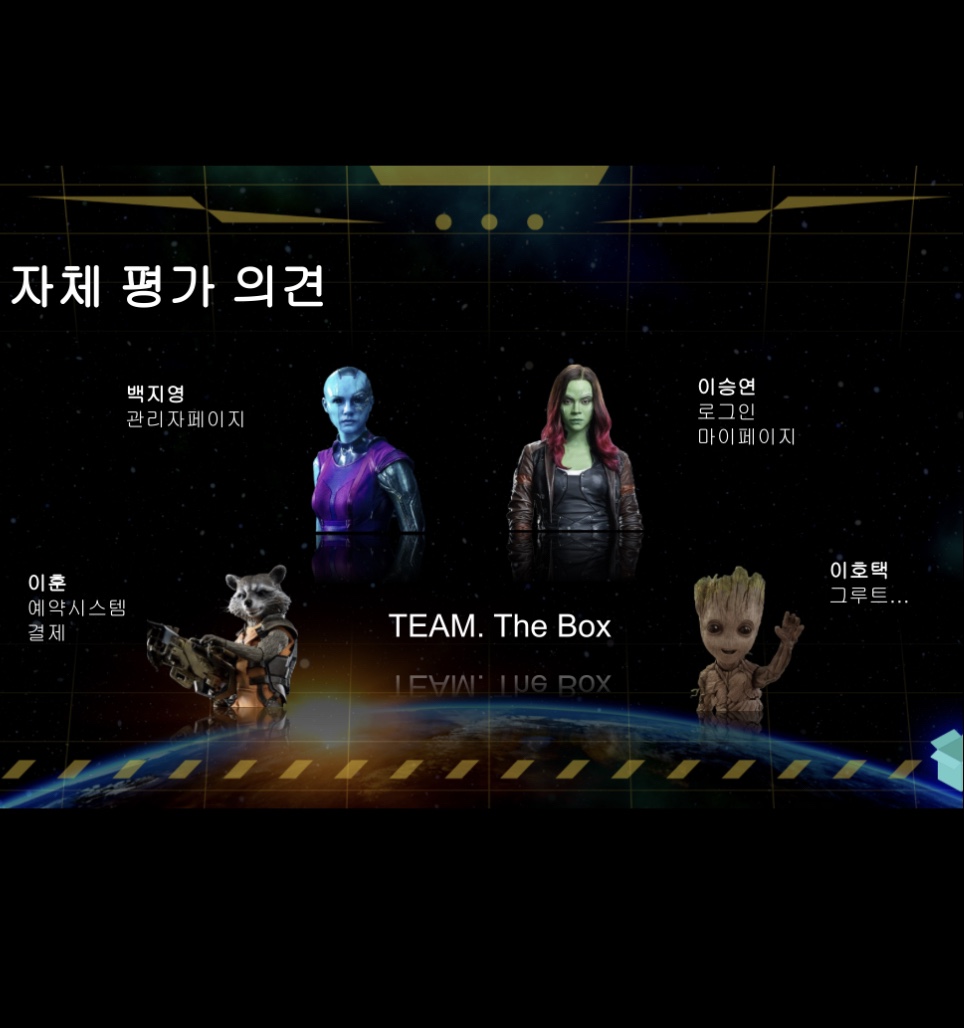 자체 평가 의견
백지영
관리자페이지
이승연
로그인
마이페이지
이훈
예약시스템
결제
이호택
그루트...
TEAM. The Box